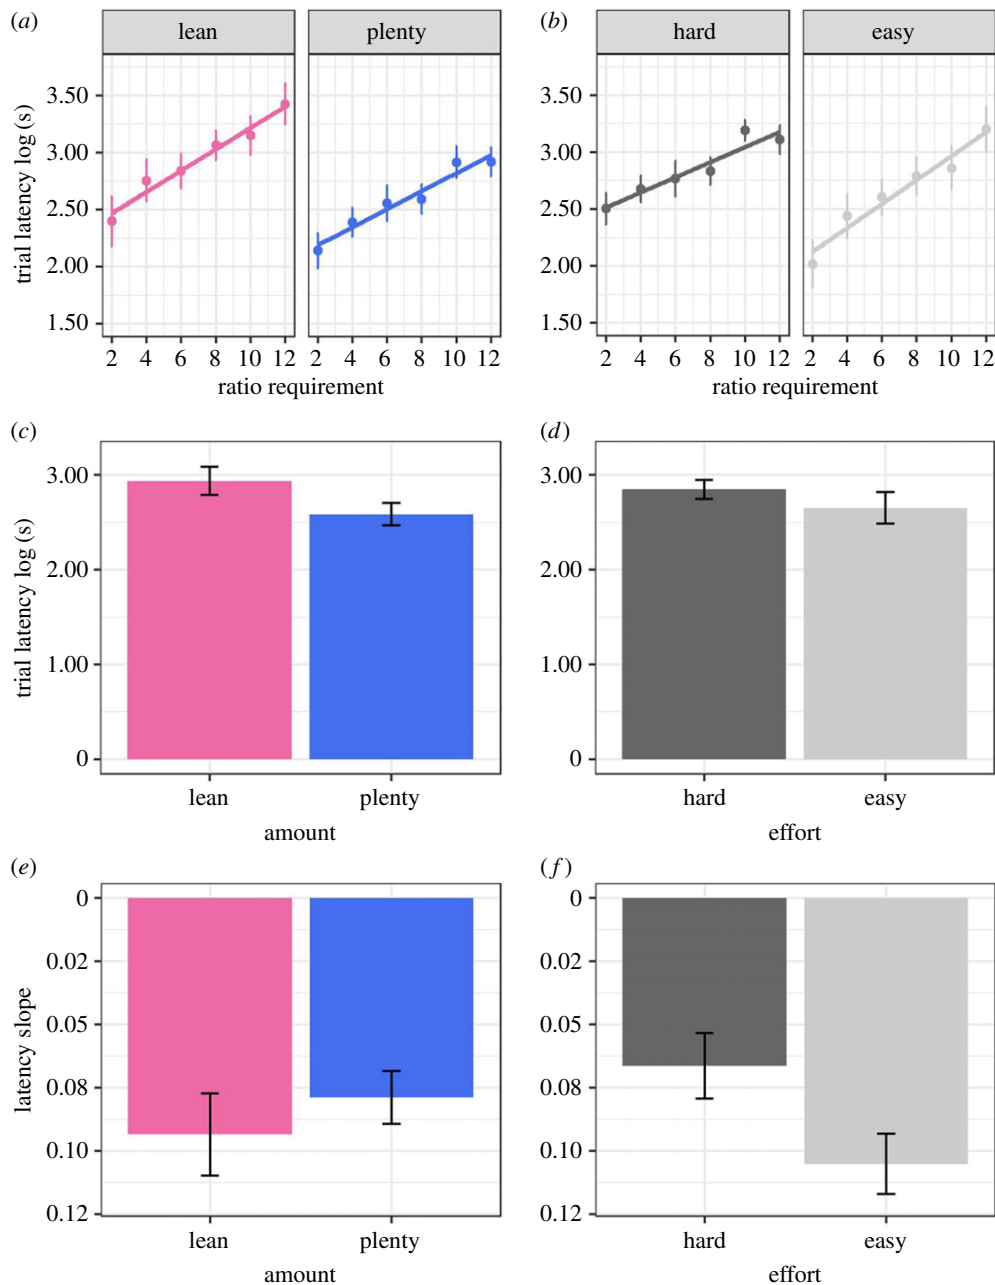 (a)
lean
plenty
(b)
hard
easy
trial latency log (s)
3.50
3.00
2.50
2.00
1.50
2 4 6 8 10 12
2 4 6 8 10 12
ratio requirement
3.50
3.00
2.50
2.00
1.50
2 4 6 8 10 12
2 4 6 8 10 12
ratio requirement
(c)
trial latency log (s)
3.00
2.00
1.00
0
lean plenty
amount
(d)
3.00
2.00
1.00
0
hard easy
effort
(e)
latency slope
0
0.02
0.05
0.08
0.10
0.12
lean plenty
amount
(f)
0
0.02
0.05
0.08
0.10
0.12
hard easy
effort